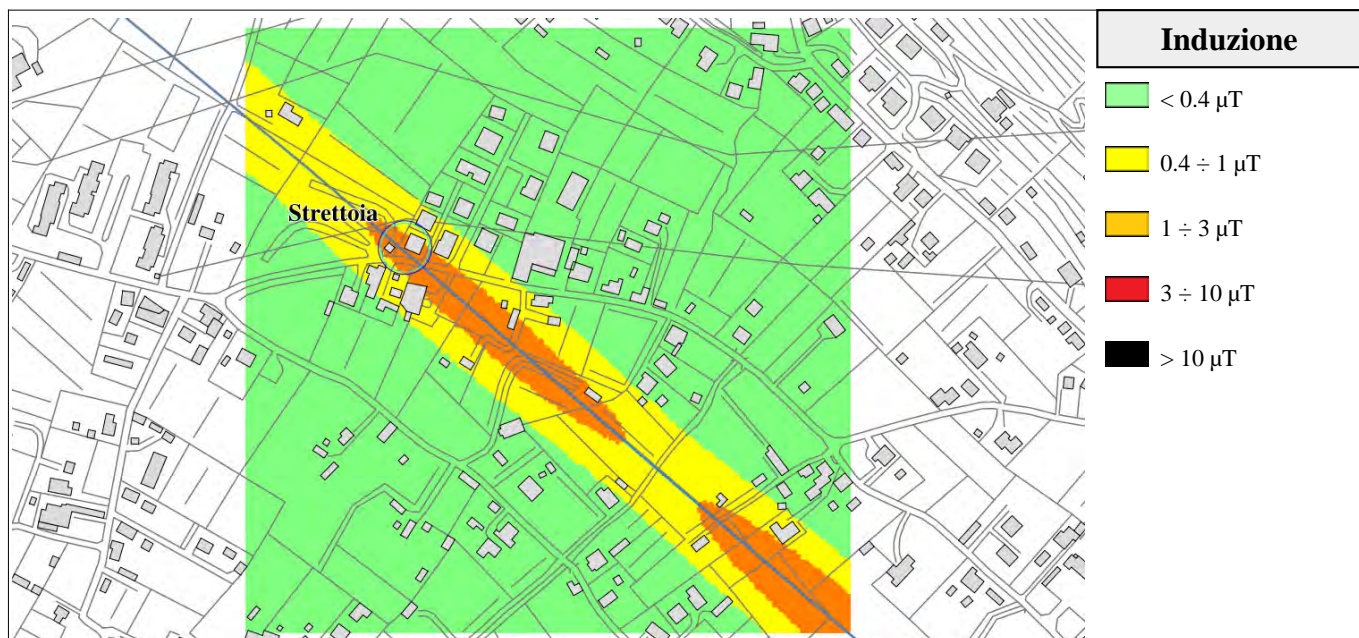 Strettoia
Induzione
< 0.4 µT
0.4 ÷ 1 µT
1 ÷ 3 µT
3 ÷ 10 µT
> 10 µT